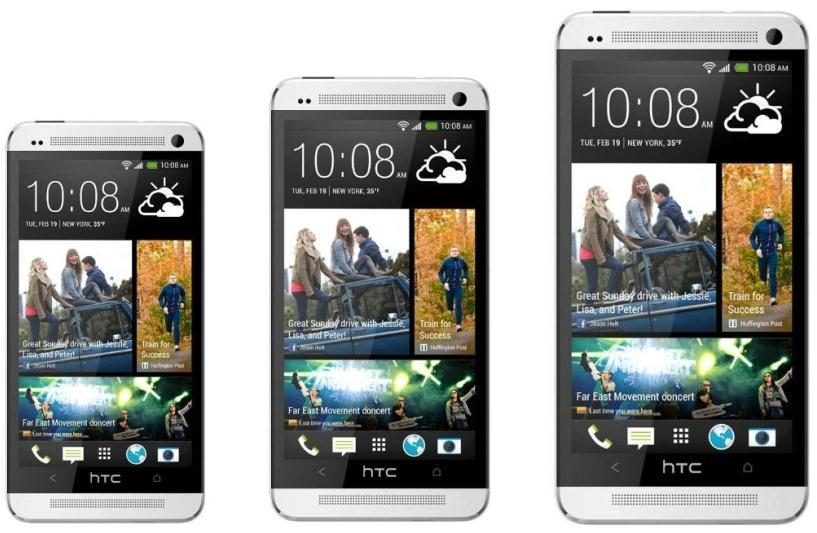 10:08 AM
10:08 AM
TUE, FEB 19 | NEW YORK, 35°F
Great Sunday drive with Jessie,
Lisa, and Peter!
f Jason Holt
Train for
Success
Huffington Post
MOVEMENT
Far East Movement concert
Last time you were here
hTC
10:08 AM
10:08 AM
TUE, FEB 19 | NEW YORK, 35°F
Great Sunday drive with Jessie,
Lisa, and Peter!
f Jason Holt
Train for
Success
Huffington Post
MOVEMENT
Far East Movement concert
Last time you were here
hTC
10:08 AM
10:08 AM
TUE, FEB 19 | NEW YORK, 35°F
Great Sunday drive with Jessie,
Lisa, and Peter!
f Jason Holt
Train for
Success
Huffington Post
MOVEMENT
Far East Movement concert
Last time you were here
hTC